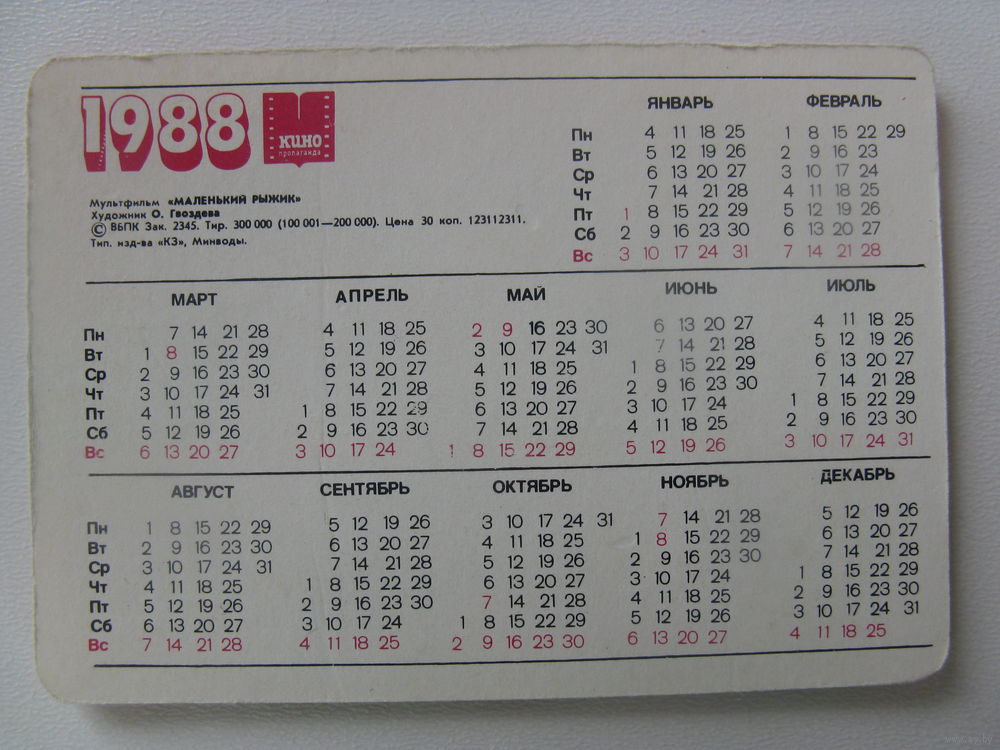 1988 КИНО
пропаганда
Мультфильм «МАЛЕНЬКИЙ РЫЖИК»
Художник О. Гвоздева
© ВБПК Зак. 2345. Тир. 300 000 (100 001—200 000). Цена 30 коп. 123112311.
Тип. изд-ва «КЗ», Минводы.
ЯНВАРЬ ФЕВРАЛЬ
Пн 4 11 18 25 1 8 15 22 29
Вт 5 12 19 26 2 9 16 23
Ср 6 13 20 27 3 10 17 24
Чт 7 14 21 28 4 11 18 25
Пт 1 8 15 22 29 5 12 19 26
Сб 2 9 16 23 30 6 13 20 27
Вс 3 10 17 24 31 7 14 21 28
МАРТ АПРЕЛЬ МАЙ ИЮНЬ ИЮЛЬ
Пн 7 14 21 28 4 11 18 25 2 9 16 23 30 6 13 20 27 4 11 18 25
Вт 1 8 15 22 29 5 12 19 26 3 10 17 24 31 7 14 21 28 5 12 19 26
Ср 2 9 16 23 30 6 13 20 27 4 11 18 25 1 8 15 22 29 6 13 20 27
Чт 3 10 17 24 31 7 14 21 28 5 12 19 26 2 9 16 23 30 7 14 21 28
Пт 4 11 18 25 1 8 15 22 29 6 13 20 27 3 10 17 24 1 8 15 22 29
Сб 5 12 19 26 2 9 16 23 30 7 14 21 28 4 11 18 25 2 9 16 23 30
Вс 6 13 20 27 3 10 17 24 1 8 15 22 29 5 12 19 26 3 10 17 24 31
АВГУСТ СЕНТЯБРЬ ОКТЯБРЬ НОЯБРЬ ДЕКАБРЬ
Пн 1 8 15 22 29 5 12 19 26 3 10 17 24 31 7 14 21 28 5 12 19 26
Вт 2 9 16 23 30 6 13 20 27 4 11 18 25 1 8 15 22 29 6 13 20 27
Ср 3 10 17 24 31 7 14 21 28 5 12 19 26 2 9 16 23 30 7 14 21 28
Чт 4 11 18 25 1 8 15 22 29 6 13 20 27 3 10 17 24 1 8 15 22 29
Пт 5 12 19 26 2 9 16 23 30 7 14 21 28 4 11 18 25 2 9 16 23 30
Сб 6 13 20 27 3 10 17 24 1 8 15 22 29 5 12 19 26 3 10 17 24 31
Вс 7 14 21 28 4 11 18 25 2 9 16 23 30 6 13 20 27 4 11 18 25